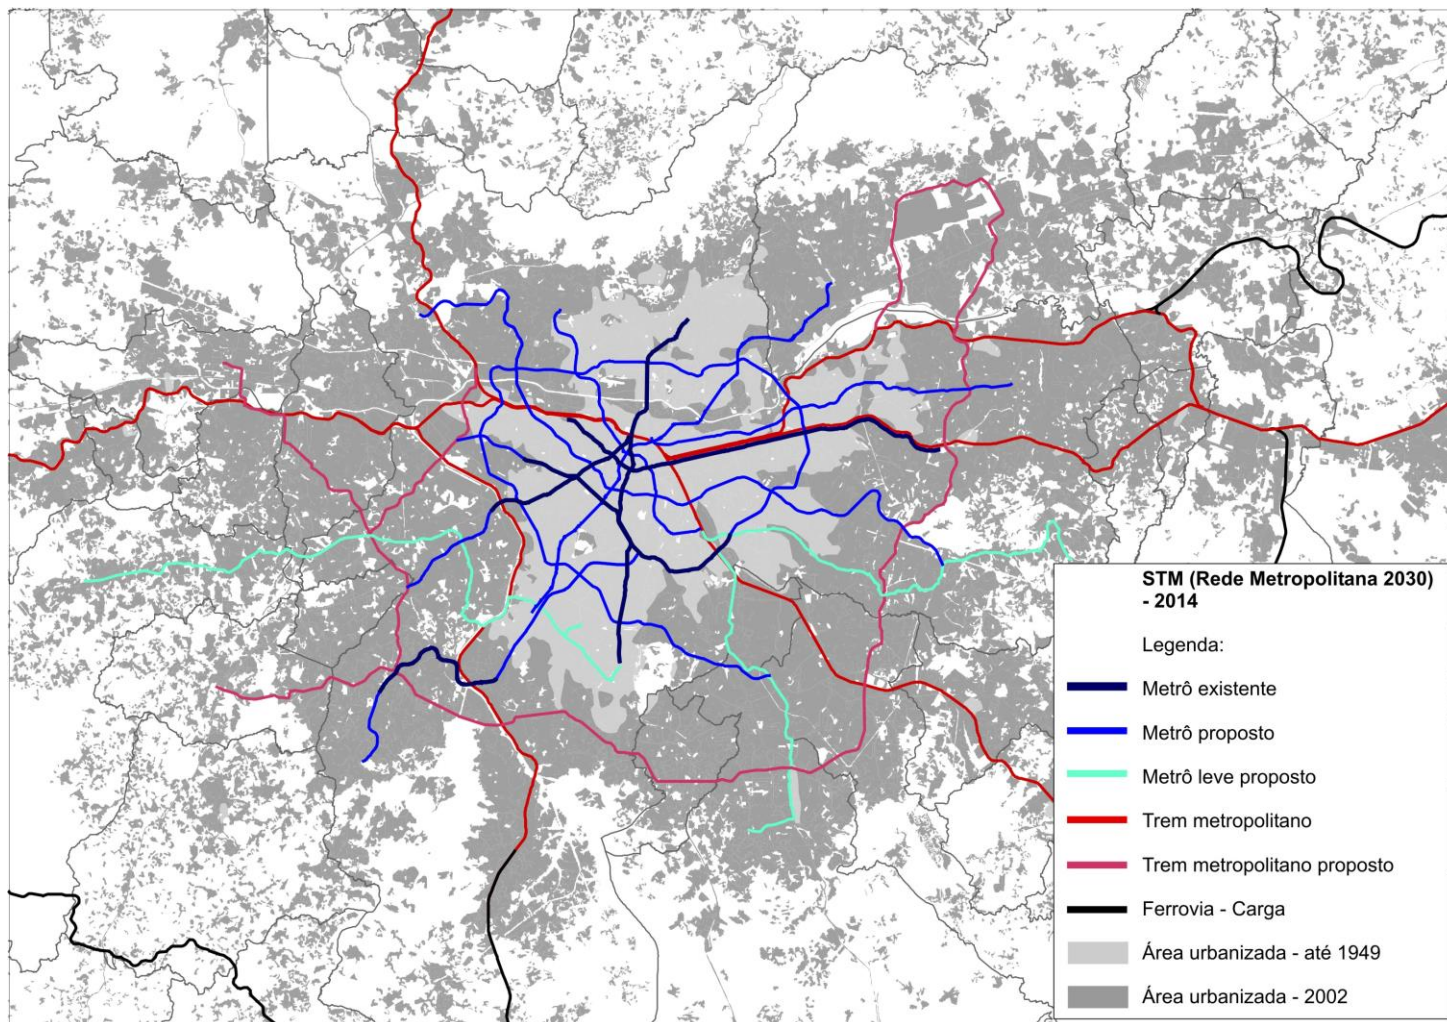 STM (Rede Metropolitana 2030)
- 2014
Legenda:
Metrô existente
Metrô proposto
Metrô leve proposto
Trem metropolitano
Trem metropolitano proposto
Ferrovia - Carga
Área urbanizada - até 1949
Área urbanizada - 2002